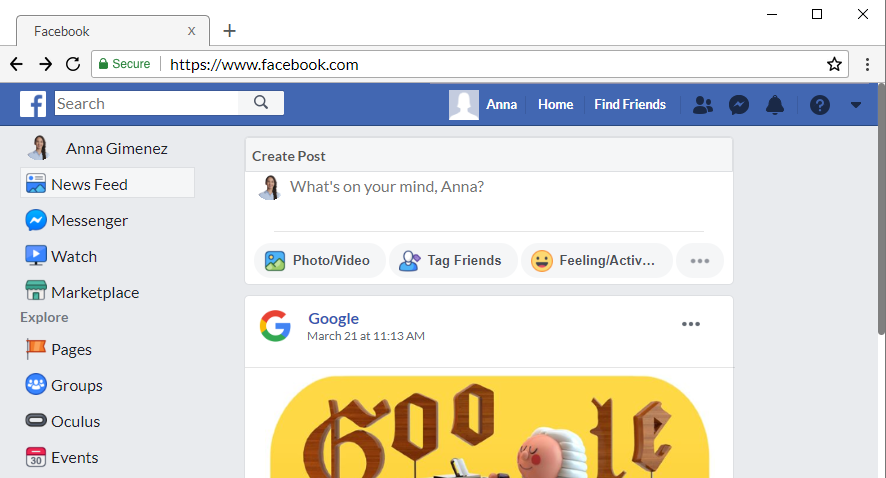 Facebook
Secure https://www.facebook.com
Search
Anna Home Find Friends
Anna Gimenez
News Feed
Messenger
Watch
Marketplace
Explore
Pages
Groups
Oculus
30 Events
Create Post
What's on your mind, Anna?
Photo/Video Tag Friends Feeling/Activ...
Google
March 21 at 11:13 AM